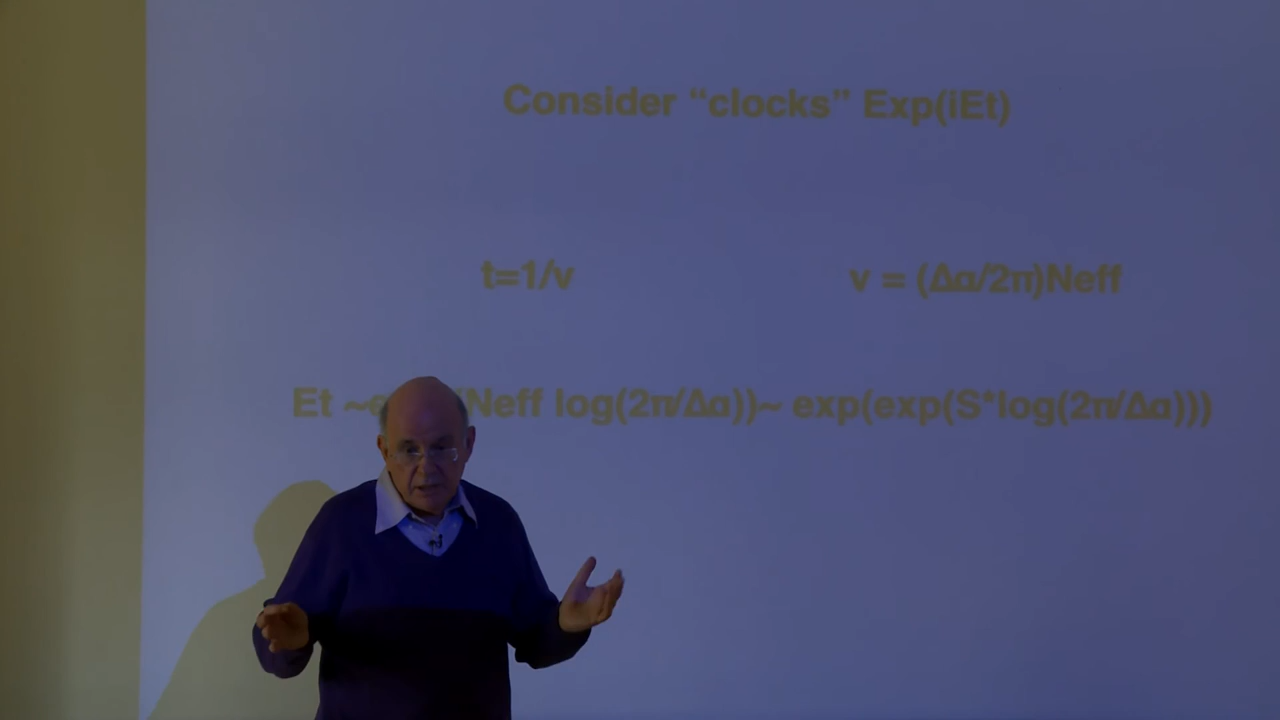 Consider “clocks” Exp(iEt)
t=1/v v = (Δα/2π)Neff
Et ~ Neff log(2π/Δα))~ exp(exp(S*log(2π/Δα)))